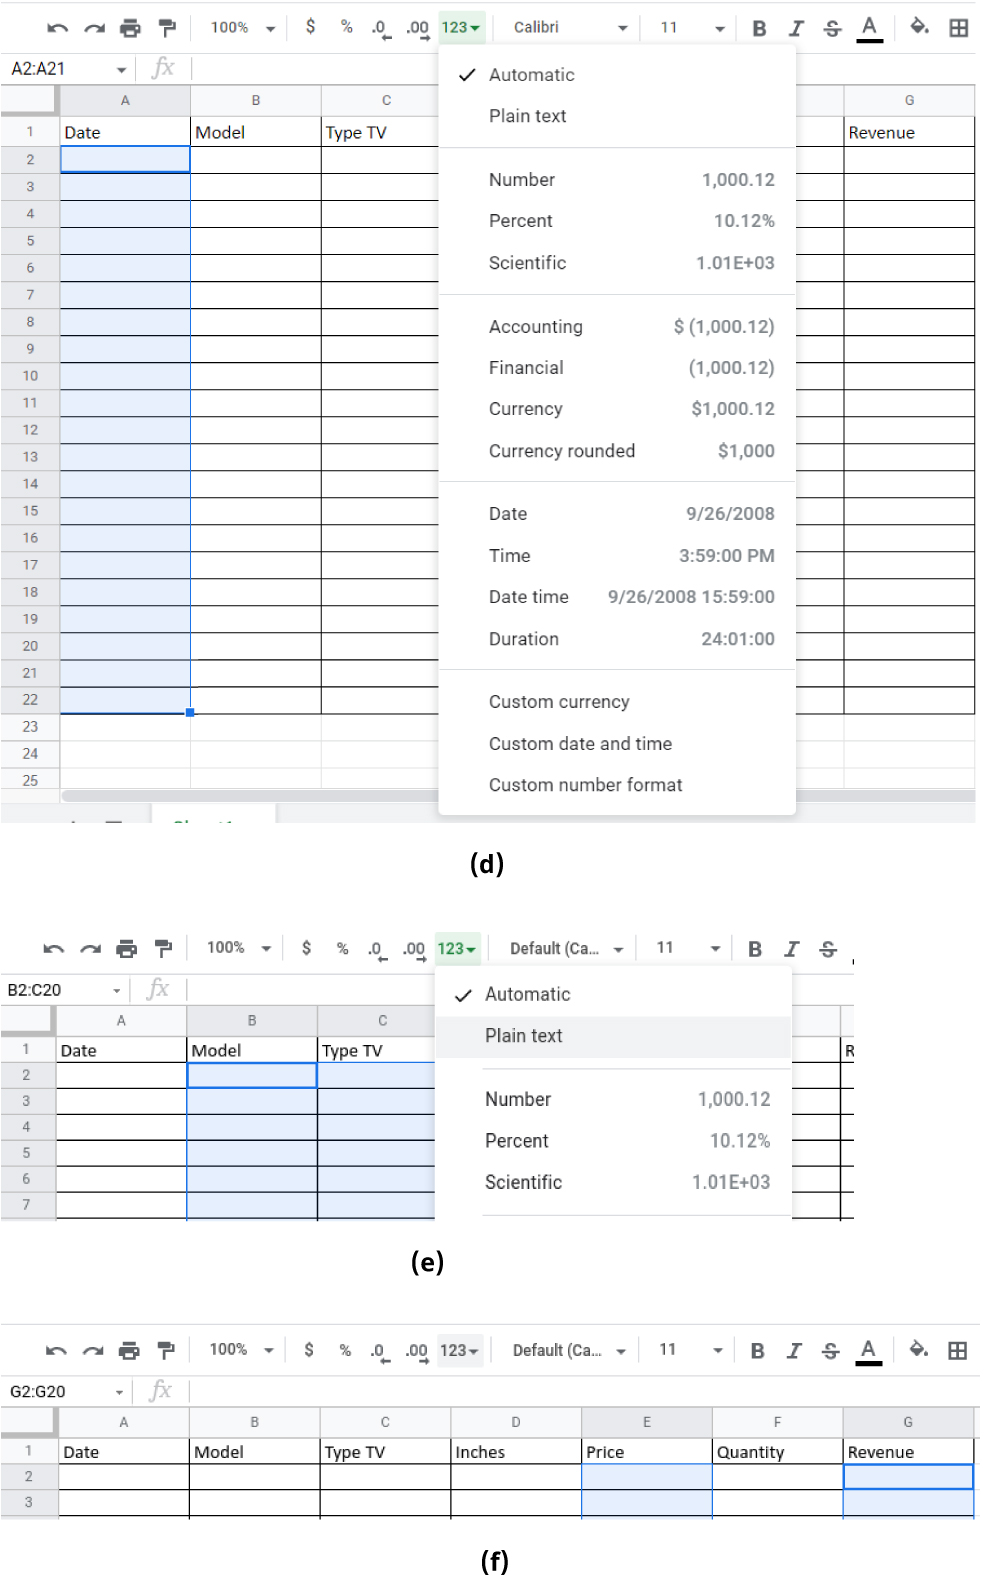 100% $ % .0 .00 123 Calibri 11 B I S A
A2:A21 fx
A B C G
1 Date Model Type TV Revenue
2
3
4
5
6
7
8
9
10
11
12
13
14
15
16
17
18
19
20
21
22
23
24
25
Automatic
Plain text
Number 1,000.12
Percent 10.12%
Scientific 1.01E+03
Accounting $ (1,000.12)
Financial (1,000.12)
Currency $1,000.12
Currency rounded $1,000
Date 9/26/2008
Time 3:59:00 PM
Date time 9/26/2008 15:59:00
Duration 24:01:00
Custom currency
Custom date and time
Custom number format
(d)
100% $ % .0 .00 123 Default (Ca... 11 B I S
B2:C20 fx
A B C
1 Date Model Type TV R
2
3
4
5
6
7
Automatic
Plain text
Number 1,000.12
Percent 10.12%
Scientific 1.01E+03
(e)
100% $ % .0 .00 123 Default (Ca... 11 B I S A
G2:G20 fx
A B C D E F G
1 Date Model Type TV Inches Price Quantity Revenue
2
3
(f)